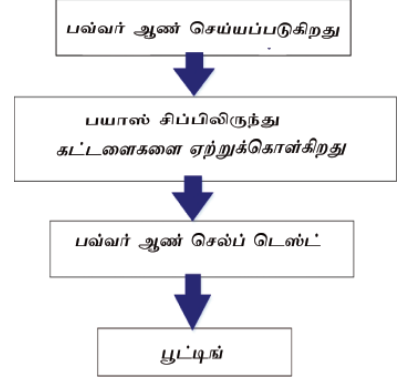 பவ்வர் ஆண் செய்யப்படுகிறது
பயாஸ் சிப்பிலிருந்து
கட்டளைகளை ஏற்றுக்கொள்கிறது
பவ்வர் ஆண் செல்ப் டெஸ்ட்
பூட்டிங்